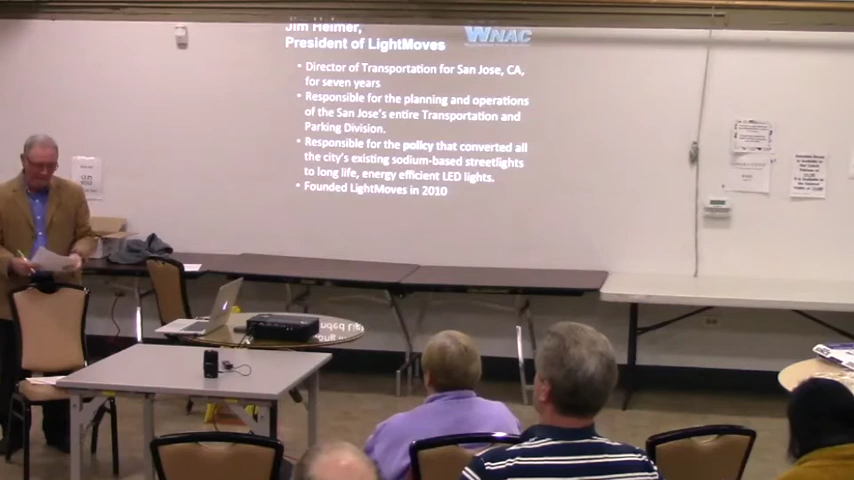 Jim Helmer,
President of LightMoves
WNAC
• Director of Transportation for San Jose, CA,
for seven years
• Responsible for the planning and operations
of the San Jose's entire Transportation and
Parking Division.
• Responsible for the policy that converted all
the city's existing sodium-based streetlights
to long life, energy efficient LED lights.
• Founded LightMoves in 2010